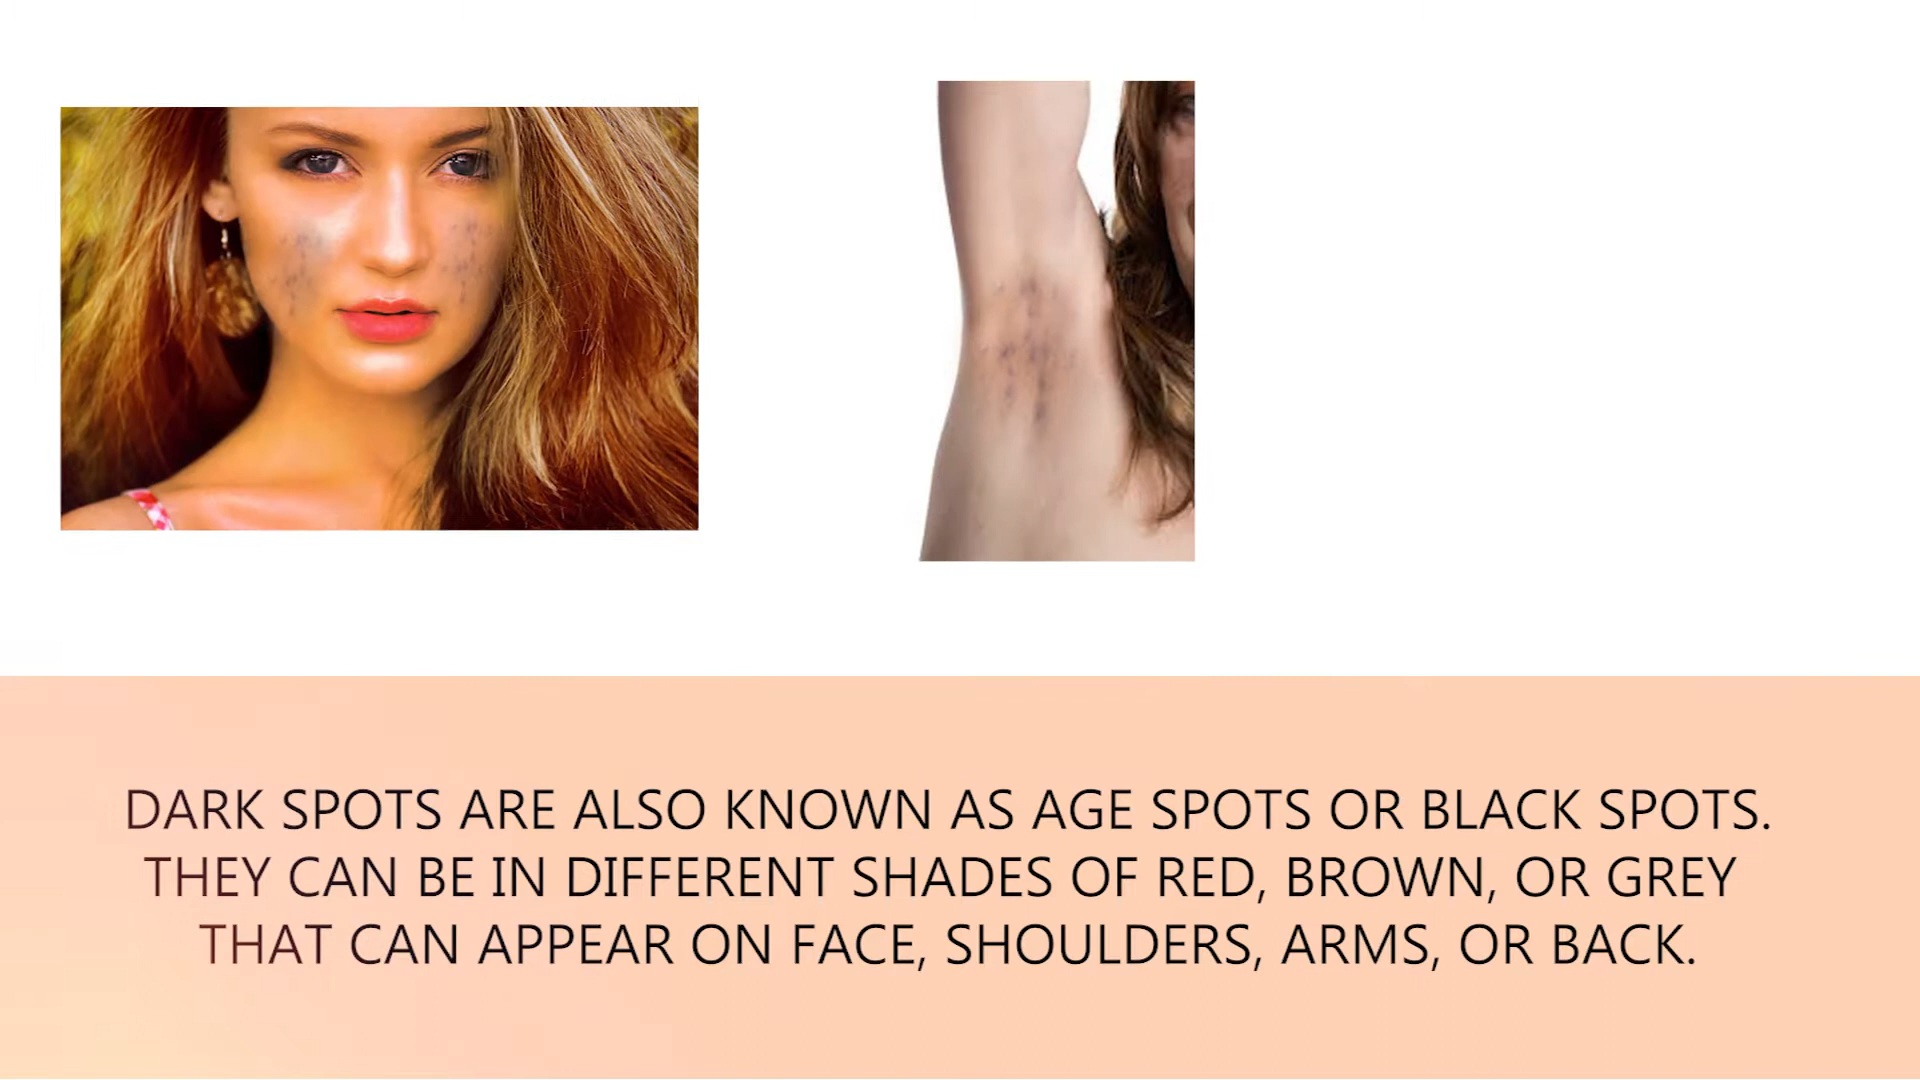 DARK SPOTS ARE ALSO KNOWN AS AGE SPOTS OR BLACK SPOTS.
THEY CAN BE IN DIFFERENT SHADES OF RED, BROWN, OR GREY
THAT CAN APPEAR ON FACE, SHOULDERS, ARMS, OR BACK.